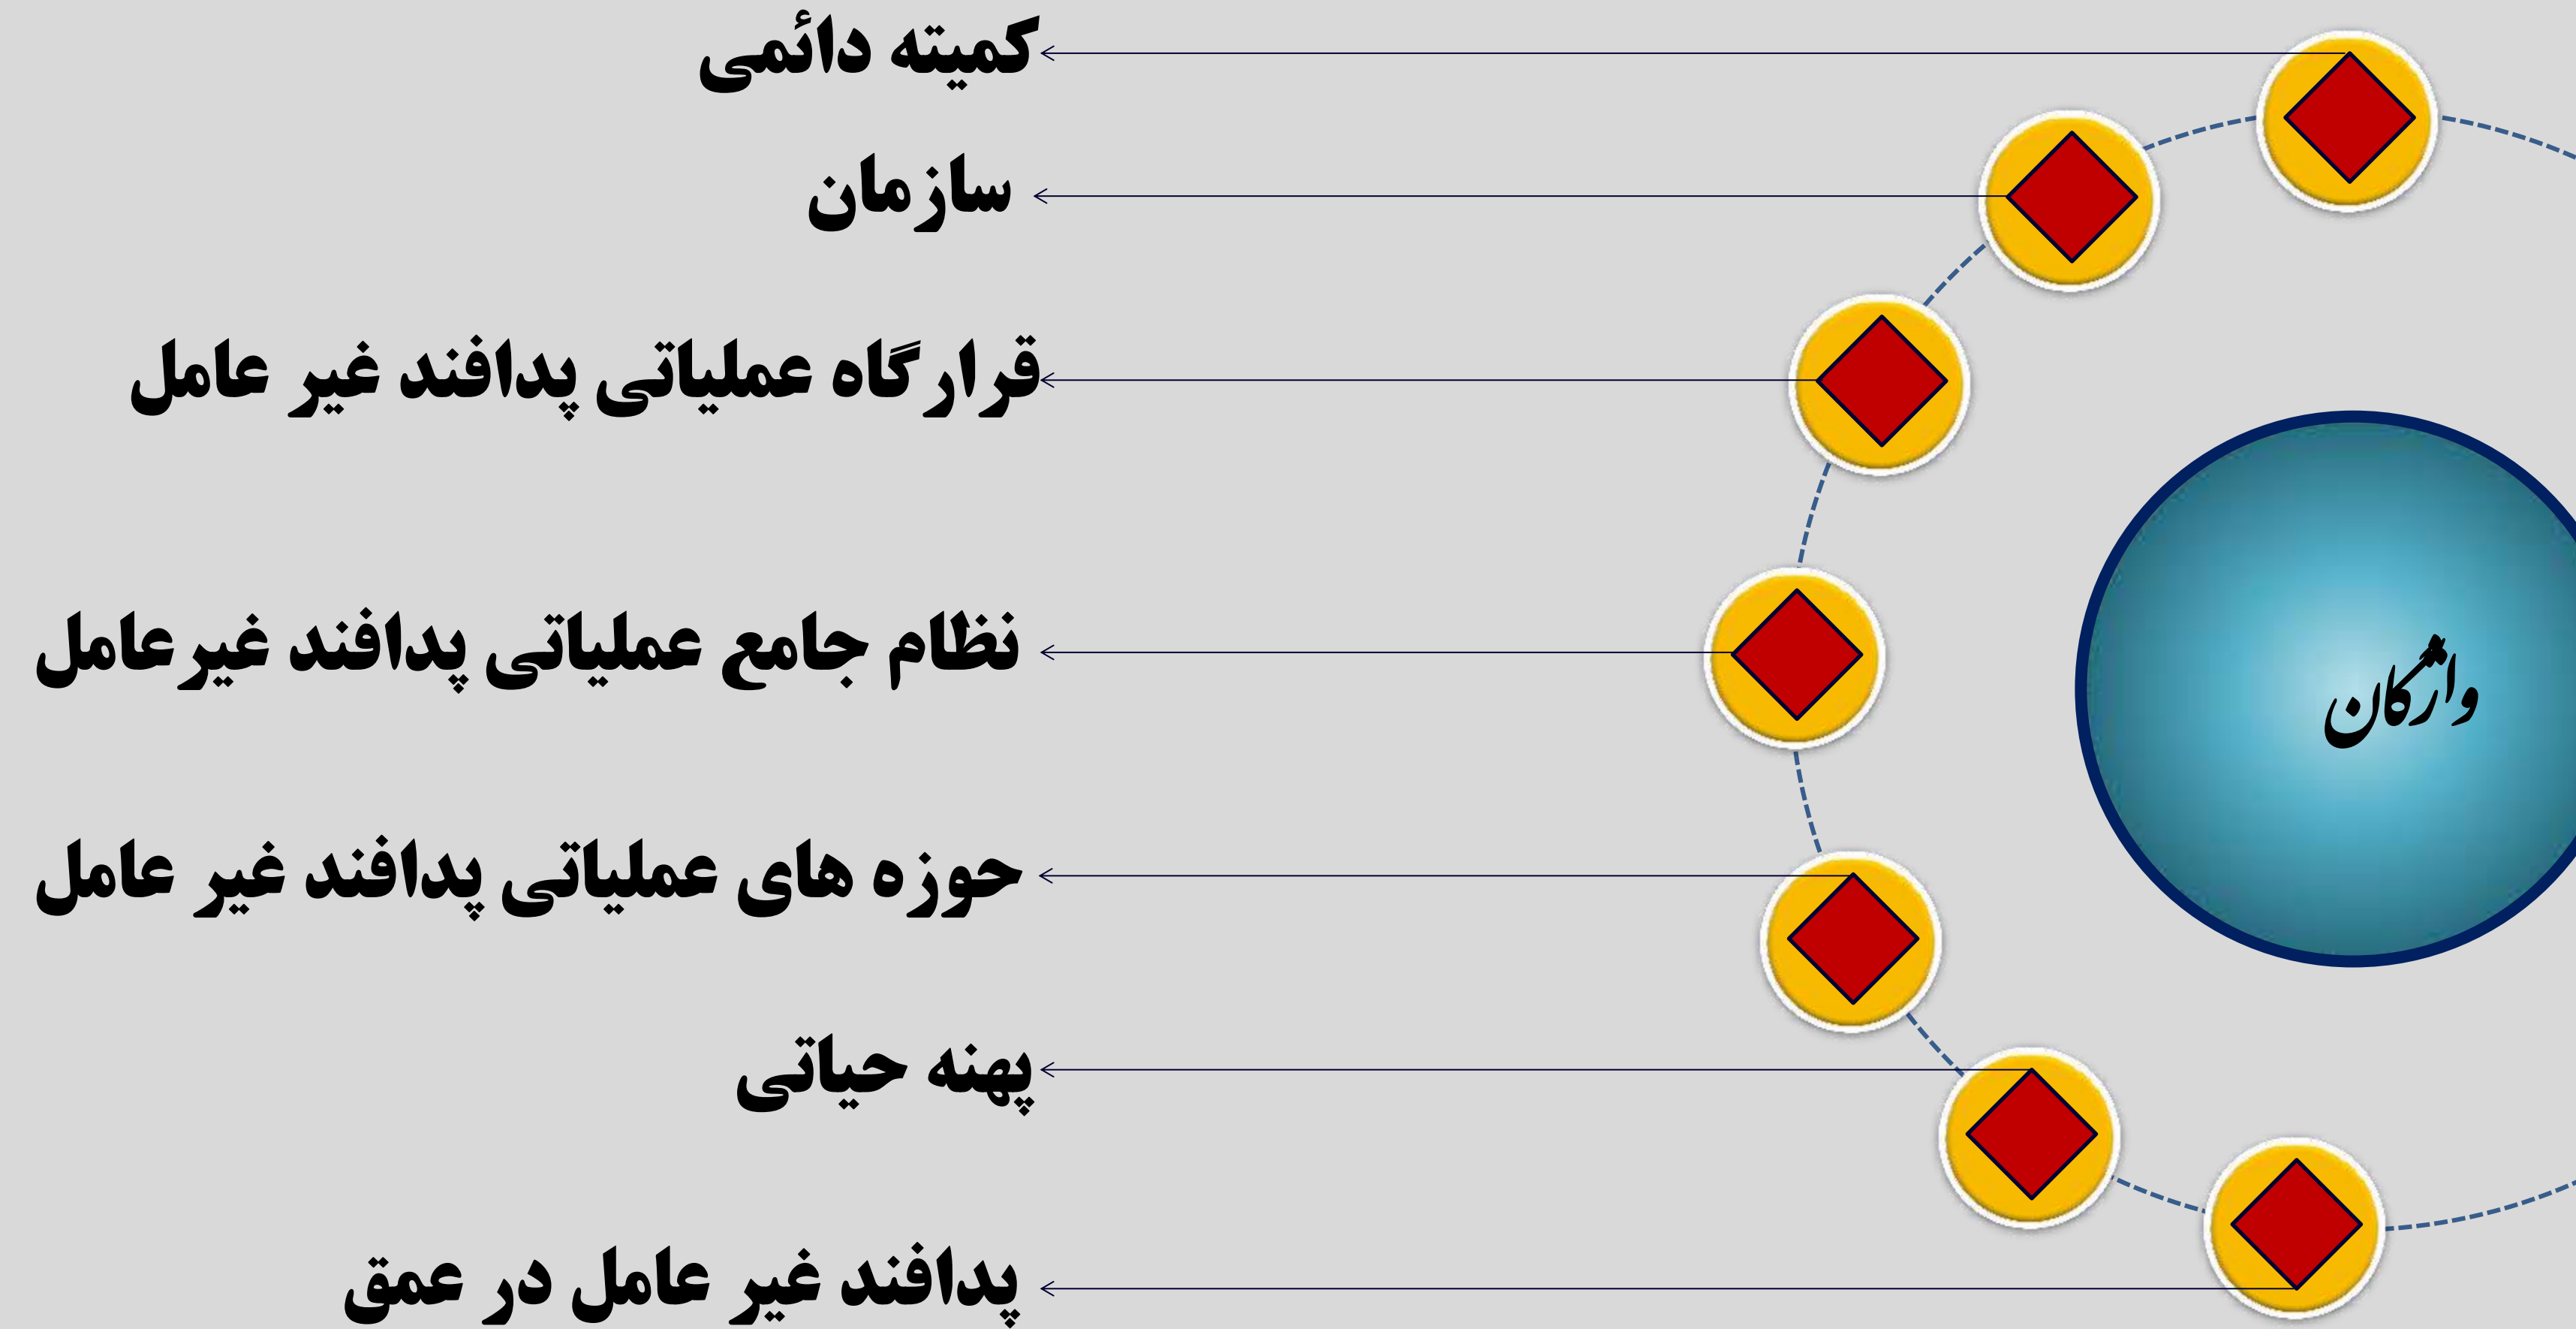 کمیته دائمی
سازمان
قرارگاه عملیاتی پدافند غیر عامل
نظام جامع عملیاتی پدافند غیرعامل
واژگان
حوزه های عملیاتی پدافند غیر عامل
پهنه حیاتی
پدافند غیر عامل در عمق